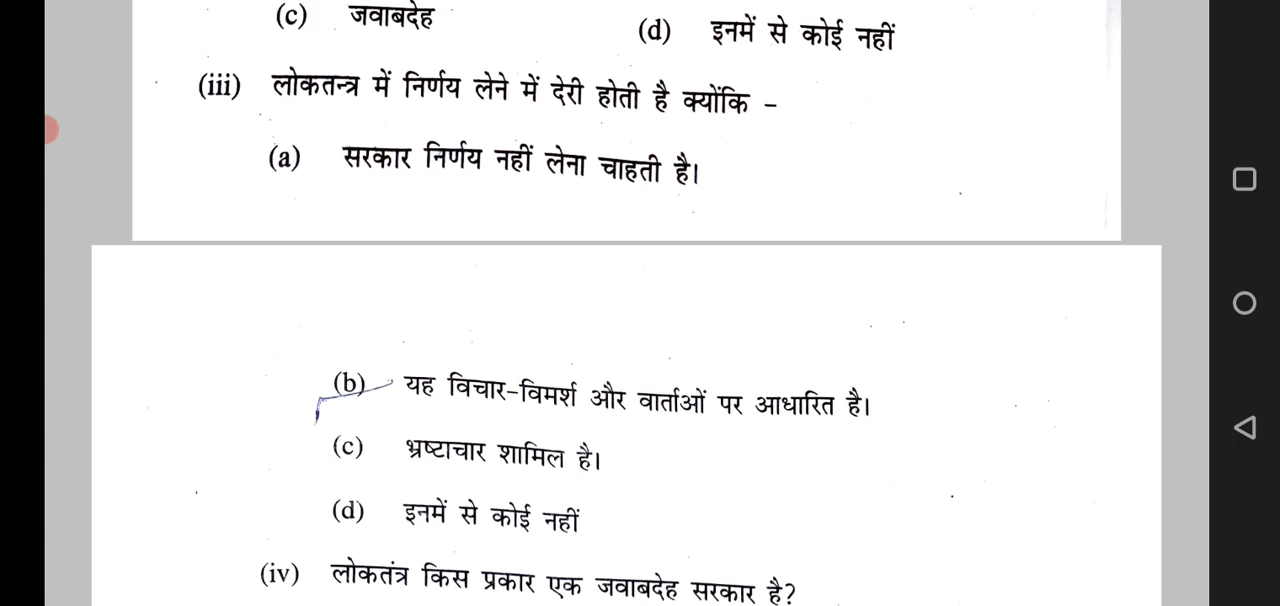 (c) जवाबदेह (d) इनमें से कोई नहीं
(iii) लोकतन्त्र में निर्णय लेने में देरी होती है क्योंकि –
(a) सरकार निर्णय नहीं लेना चाहती है।
(b) यह विचार-विमर्श और वार्ताओं पर आधारित है।
(c) भ्रष्टाचार शामिल है।
(d) इनमें से कोई नहीं
(iv) लोकतंत्र किस प्रकार एक जवाबदेह सरकार है?